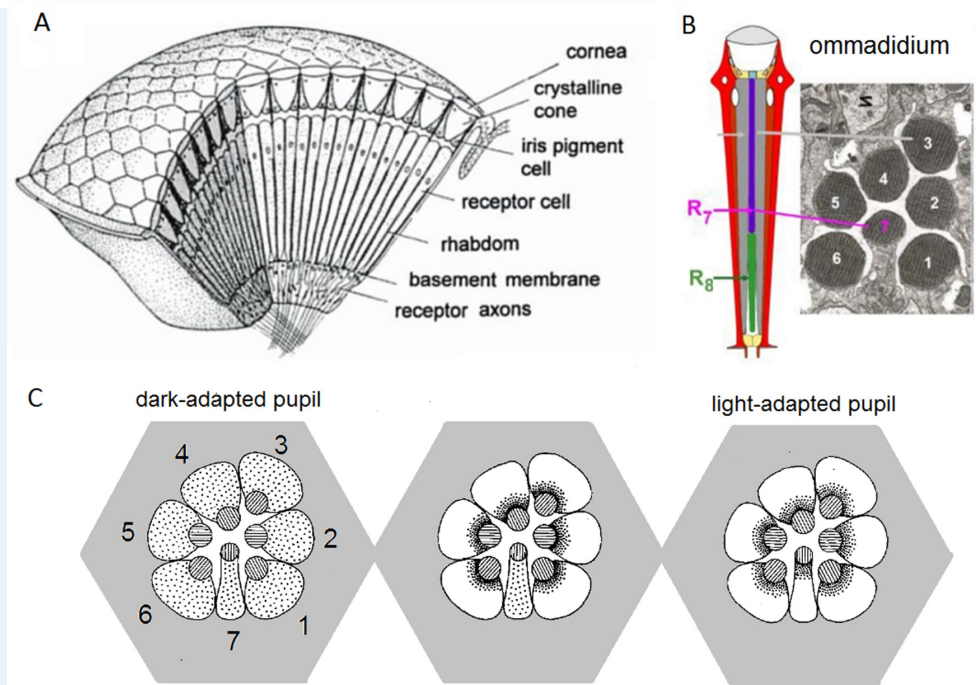 A
cornea
crystalline
cone
iris pigment
cell
receptor cell
rhabdom
basement membrane
receptor axons
B
ommadidium
R7
R8
N
3
4
5
2
7
6
1
C
dark-adapted pupil
light-adapted pupil
4
3
5
2
6
7
1